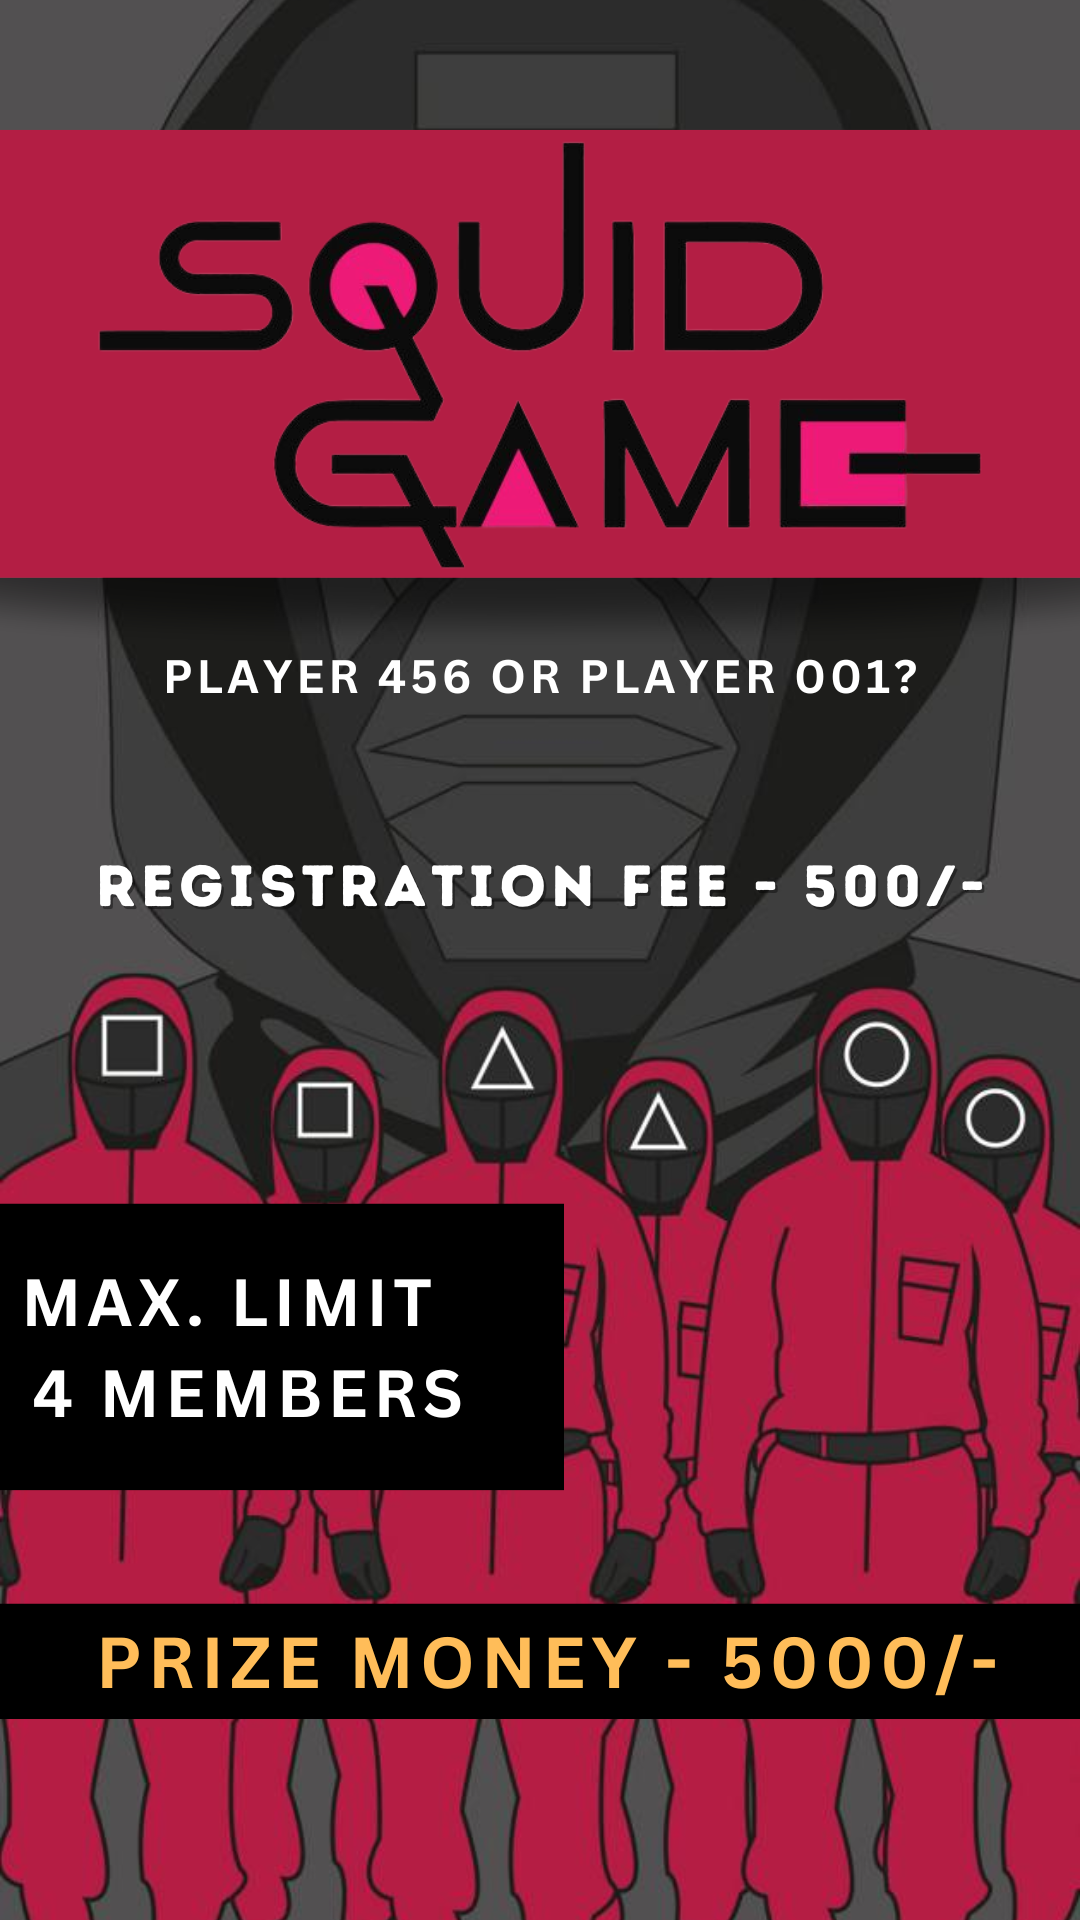 SQUID
GAME
PLAYER 456 OR PLAYER 001?
REGISTRATION FEE - 500/-
MAX. LIMIT
4 MEMBERS
PRIZE MONEY - 5000/-